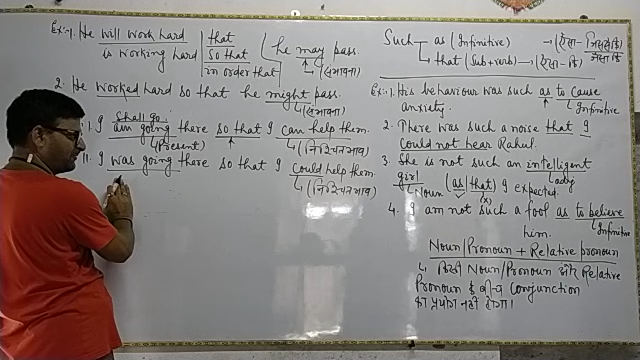 Ex:-1. He will work hard | that
is working hard | so that | he may pass.
in order that
(संभावना)
2. He worked hard so that he might pass.
(संभावना)
i. I shall go there so that I can help them.
am going
(Present) (निश्चितभाव)
ii. I was going there so that I could help them.
(निश्चितभाव)
Such as (Infinitive) → (ऐसा - जिससे कि / जैसा कि)
that (Sub+verb) → (ऐसा - कि)
Ex:-1. His behaviour was such as to cause
anxiety. Infinitive
2. There was such a noise that I
could not hear Rahul.
3. She is not such an intelligent
girl (as/that) I expected. adj
Noun (x)
4. I am not such a fool as to believe
him. Infinitive
Noun/Pronoun + Relative pronoun
किसी Noun/Pronoun और Relative
Pronoun के बीच conjunction
का प्रयोग नहीं होगा।